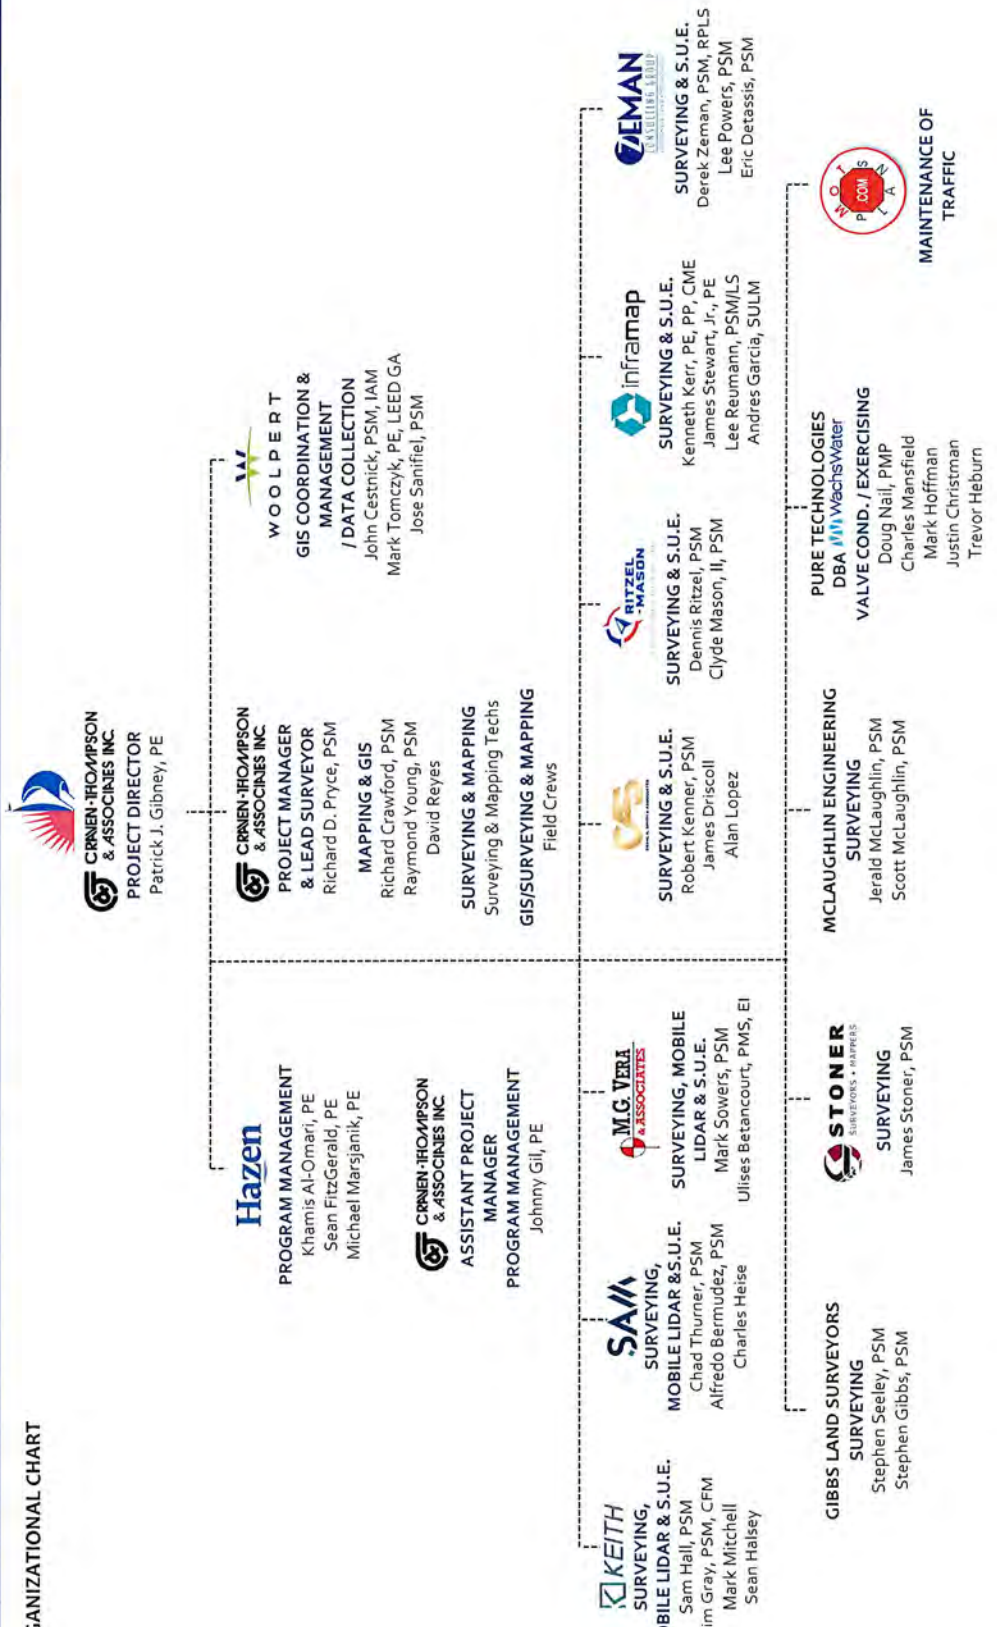 GANIZATIONAL CHART
CRAVEN·THOMPSON
& ASSOCIATES INC.
PROJECT DIRECTOR
Patrick J. Gibney, PE
Hazen
PROGRAM MANAGEMENT
Khamis Al-Omari, PE
Sean FitzGerald, PE
Michael Marsjanik, PE
CRAVEN·THOMPSON
& ASSOCIATES INC.
ASSISTANT PROJECT
MANAGER
PROGRAM MANAGEMENT
Johnny Gil, PE
CRAVEN·THOMPSON
& ASSOCIATES INC.
PROJECT MANAGER
& LEAD SURVEYOR
Richard D. Pryce, PSM
MAPPING & GIS
Richard Crawford, PSM
Raymond Young, PSM
David Reyes
SURVEYING & MAPPING
Surveying & Mapping Techs
GIS/SURVEYING & MAPPING
Field Crews
WOOLPERT
GIS COORDINATION &
MANAGEMENT
/ DATA COLLECTION
John Cestnick, PSM, IAM
Mark Tomczyk, PE, LEED GA
Jose Sanifiel, PSM
KEITH
SURVEYING,
BILE LIDAR & S.U.E.
Sam Hall, PSM
im Gray, PSM, CFM
Mark Mitchell
Sean Halsey
SAM
SURVEYING,
MOBILE LIDAR &S.U.E.
Chad Thurner, PSM
Alfredo Bermudez, PSM
Charles Heise
M.G. VERA
& ASSOCIATES
SURVEYING, MOBILE
LIDAR & S.U.E.
Mark Sowers, PSM
Ulises Betancourt, PMS, EI
SURVEYING & S.U.E.
Robert Kenner, PSM
James Driscoll
Alan Lopez
RITZEL
-MASON
SURVEYING & S.U.E.
Dennis Ritzel, PSM
Clyde Mason, II, PSM
inframap
SURVEYING & S.U.E.
Kenneth Kerr, PE, PP, CME
James Stewart, Jr., PE
Lee Reumann, PSM/LS
Andres Garcia, SULM
ZEMAN
CONSULTING GROUP
SURVEYING & S.U.E.
Derek Zeman, PSM, RPLS
Lee Powers, PSM
Eric Detassis, PSM
GIBBS LAND SURVEYORS
SURVEYING
Stephen Seeley, PSM
Stephen Gibbs, PSM
STONER
SURVEYORS • MAPPERS
SURVEYING
James Stoner, PSM
MCLAUGHLIN ENGINEERING
SURVEYING
Jerald McLaughlin, PSM
Scott McLaughlin, PSM
PURE TECHNOLOGIES
DBA WachsWater
VALVE COND. / EXERCISING
Doug Nail, PMP
Charles Mansfield
Mark Hoffman
Justin Christman
Trevor Heburn
MOT
PLANS
.COM
MAINTENANCE OF
TRAFFIC